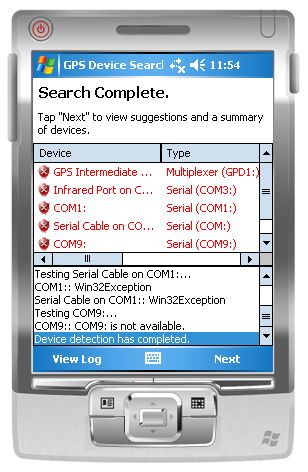 GPS Device Searcl 11:54
Search Complete.
Tap "Next" to view suggestions and a summary
of devices.
Device Type
GPS Intermediate ... Multiplexer (GPD1:)
Infrared Port on C... Serial (COM3:)
COM1: Serial (COM1:)
Serial Cable on CO... Serial (COM:)
COM9: Serial (COM9:)
Testing Serial Cable on COM1:...
COM1:: Win32Exception
Serial Cable on COM1:: Win32Exception
Testing COM9:...
COM9:: COM9: is not available.
Device detection has completed.
View Log Next